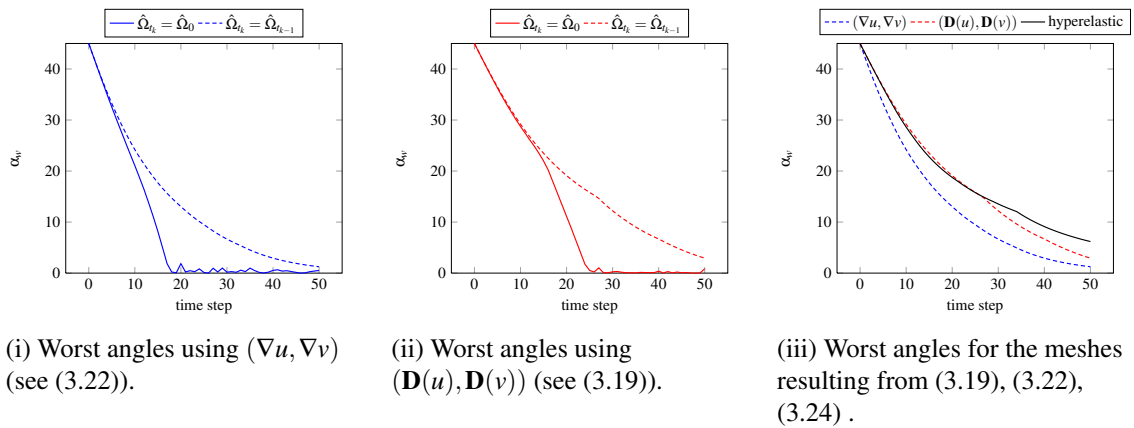 Ω̂_{t_k} = Ω̂_0 Ω̂_{t_k} = Ω̂_{t_{k−1}}
40
30
20
10
0
α_w
0 10 20 30 40 50
time step
(i) Worst angles using (∇u,∇v)
(see (3.22)).
Ω̂_{t_k} = Ω̂_0 Ω̂_{t_k} = Ω̂_{t_{k−1}}
40
30
20
10
0
α_w
0 10 20 30 40 50
time step
(ii) Worst angles using
(D(u),D(v)) (see (3.19)).
(∇u,∇v) (D(u),D(v)) hyperelastic
40
30
20
10
0
α_w
0 10 20 30 40 50
time step
(iii) Worst angles for the meshes
resulting from (3.19), (3.22),
(3.24) .